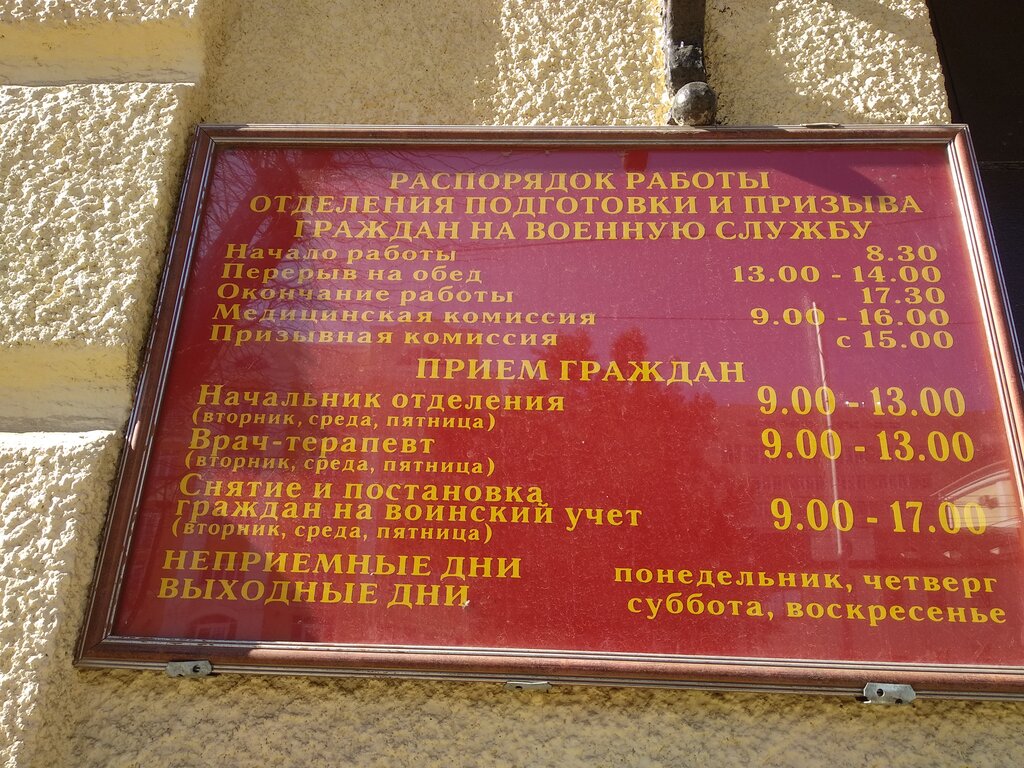 РАСПОРЯДОК РАБОТЫ
ОТДЕЛЕНИЯ ПОДГОТОВКИ И ПРИЗЫВА
ГРАЖДАН НА ВОЕННУЮ СЛУЖБУ
Начало работы 8.30
Перерыв на обед 13.00 - 14.00
Окончание работы 17.30
Медицинская комиссия 9.00 - 16.00
Призывная комиссия с 15.00
ПРИЕМ ГРАЖДАН
Начальник отделения 9.00 - 13.00
(вторник, среда, пятница)
Врач-терапевт 9.00 - 13.00
(вторник, среда, пятница)
Снятие и постановка
граждан на воинский учет 9.00 - 17.00
(вторник, среда, пятница)
НЕПРИЕМНЫЕ ДНИ понедельник, четверг
ВЫХОДНЫЕ ДНИ суббота, воскресенье